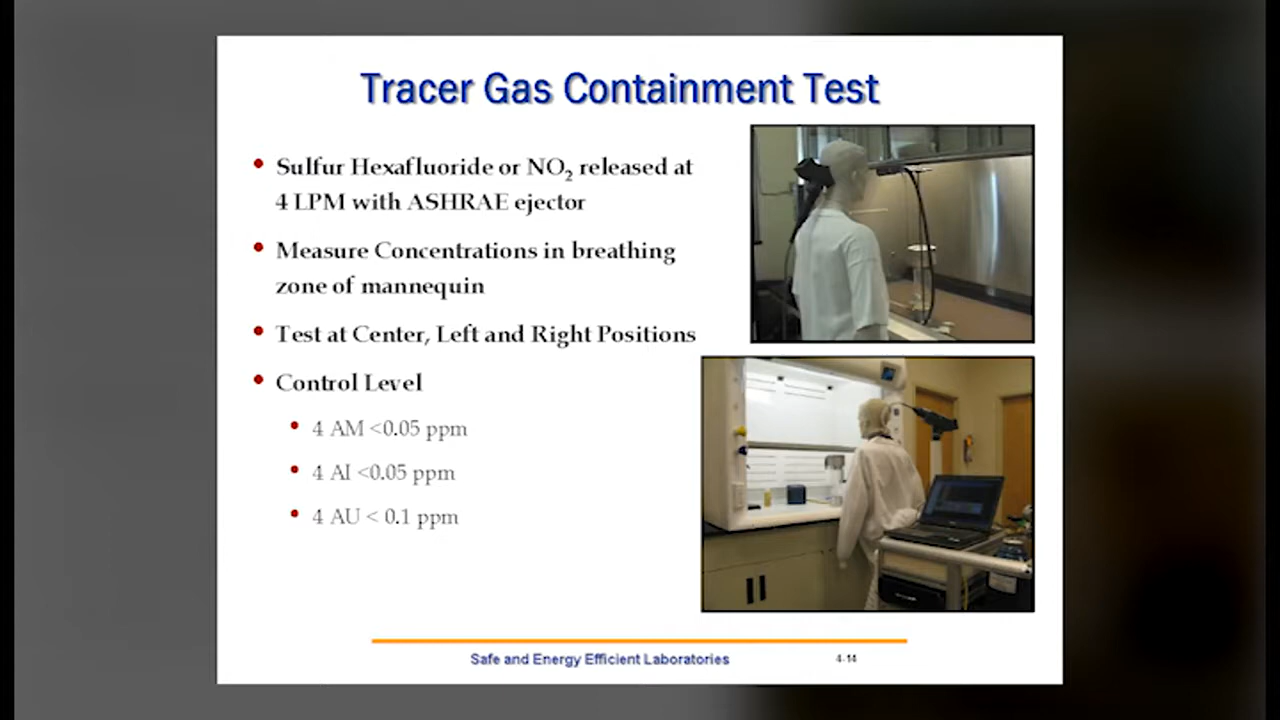 Tracer Gas Containment Test
• Sulfur Hexafluoride or NO₂ released at
4 LPM with ASHRAE ejector
• Measure Concentrations in breathing
zone of mannequin
• Test at Center, Left and Right Positions
• Control Level
• 4 AM <0.05 ppm
• 4 AI <0.05 ppm
• 4 AU < 0.1 ppm
Safe and Energy Efficient Laboratories
4-14